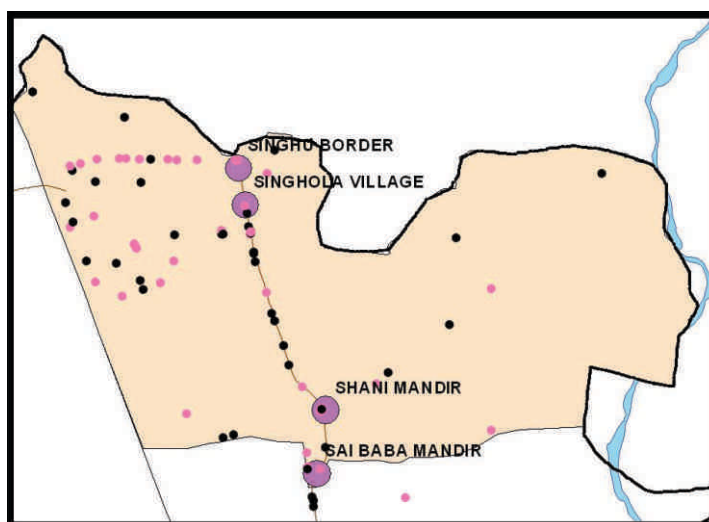 SINGHU BORDER
SINGHOLA VILLAGE
SHANI MANDIR
SAI BABA MANDIR